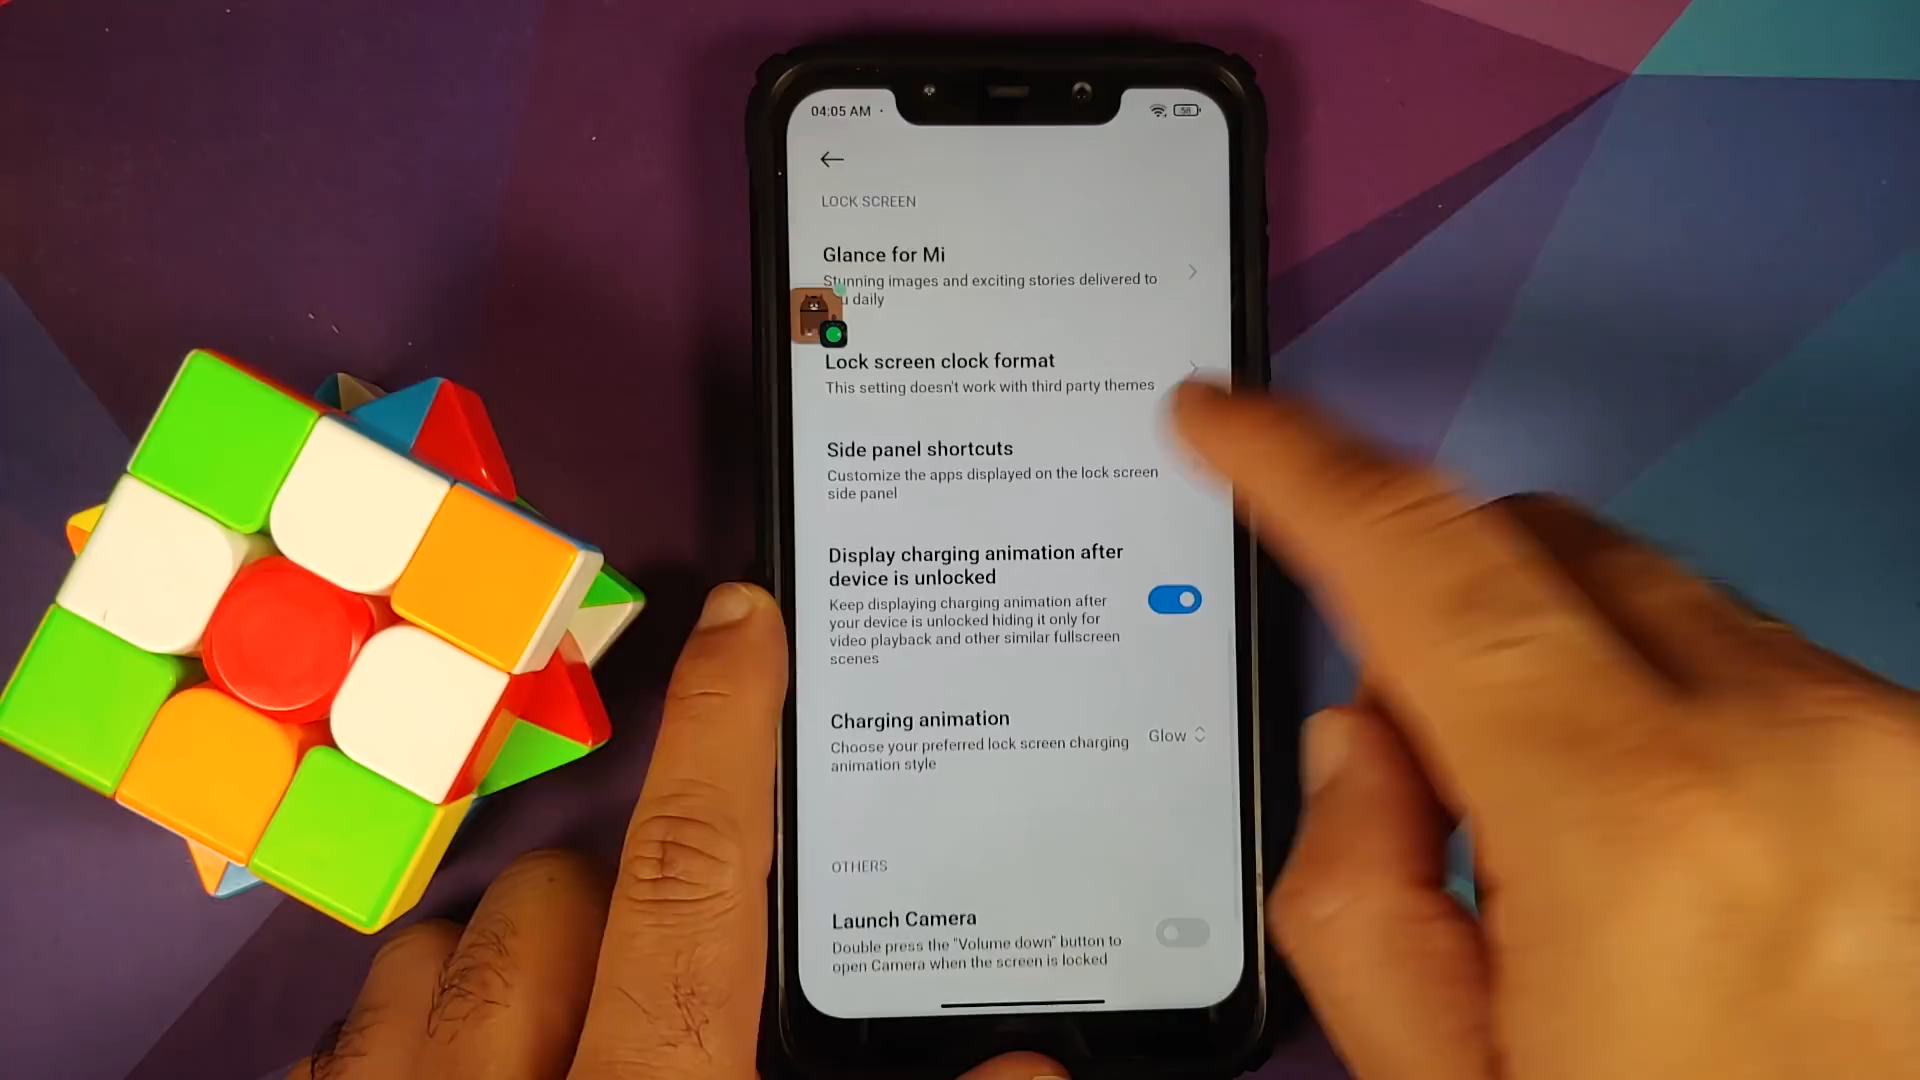 04:05 AM
58
LOCK SCREEN
Glance for Mi
Stunning images and exciting stories delivered to
daily
Lock screen clock format
This setting doesn't work with third party themes
Side panel shortcuts
Customize the apps displayed on the lock screen
side panel
Display charging animation after
device is unlocked
Keep displaying charging animation after
your device is unlocked hiding it only for
video playback and other similar fullscreen
scenes
Charging animation
Glow
Choose your preferred lock screen charging
animation style
OTHERS
Launch Camera
Double press the "Volume down" button to
open Camera when the screen is locked